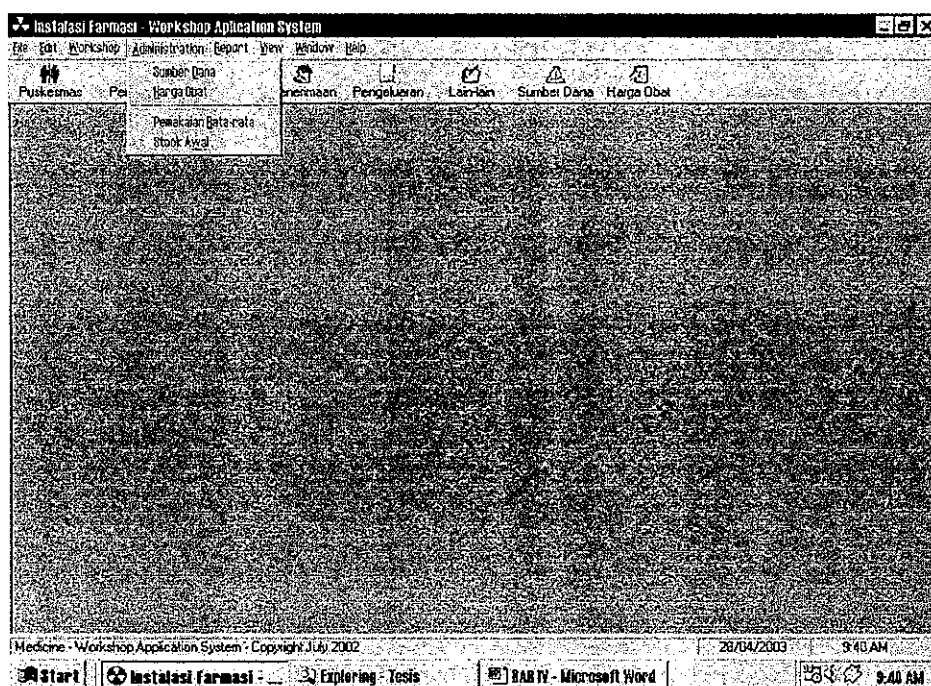 Instalasi Farmasi - Workshop Aplication System
File Edit Workshop Administration Report View Window Help
Puskesmas Pengeluaran Lain-lain Sumber Dana Harga Obat
Sumber Dana
Harga Obat
Pemakaian Rata-rata
Stock Awal
Medicine - Workshop Application System - Copyright July 2002 28/04/2003 9:40 AM
Start Instalasi Farmasi - ... Exploring - Tesis BAB IV - Microsoft Word 9:40 AM